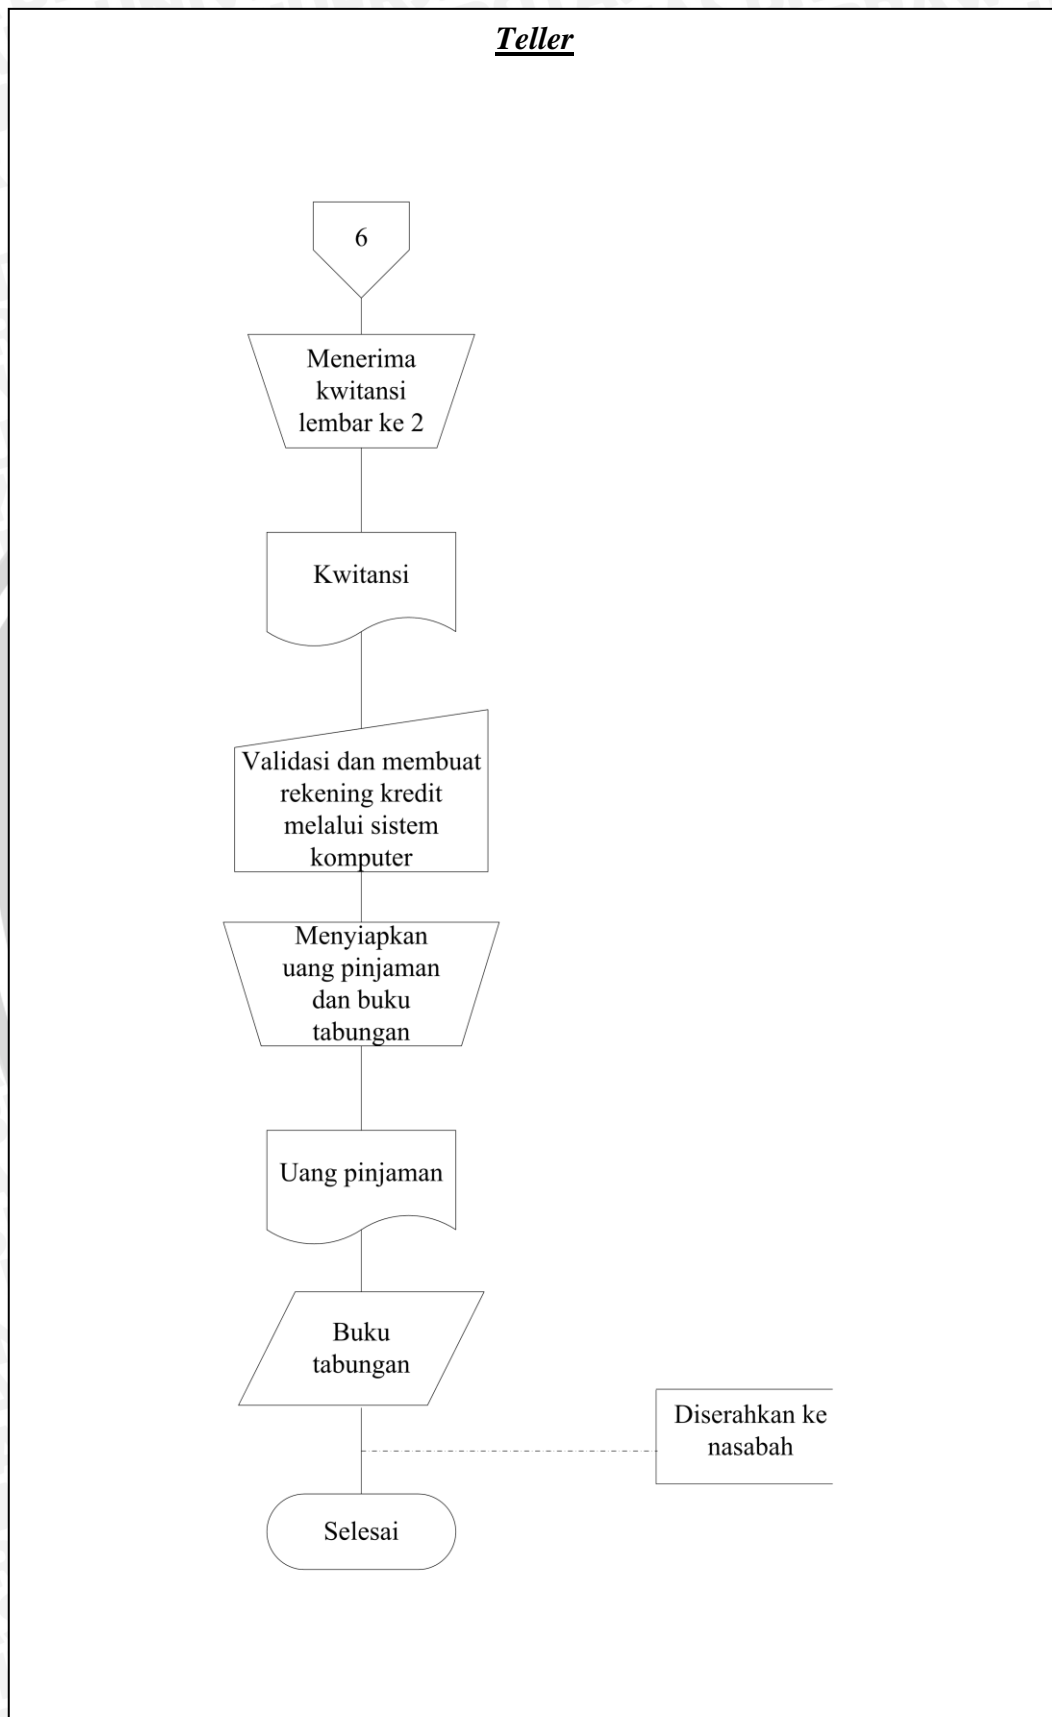 Teller
6
Menerima
kwitansi
lembar ke 2
Kwitansi
Validasi dan membuat
rekening kredit
melalui sistem
komputer
Menyiapkan
uang pinjaman
dan buku
tabungan
Uang pinjaman
Buku
tabungan
Diserahkan ke
nasabah
Selesai